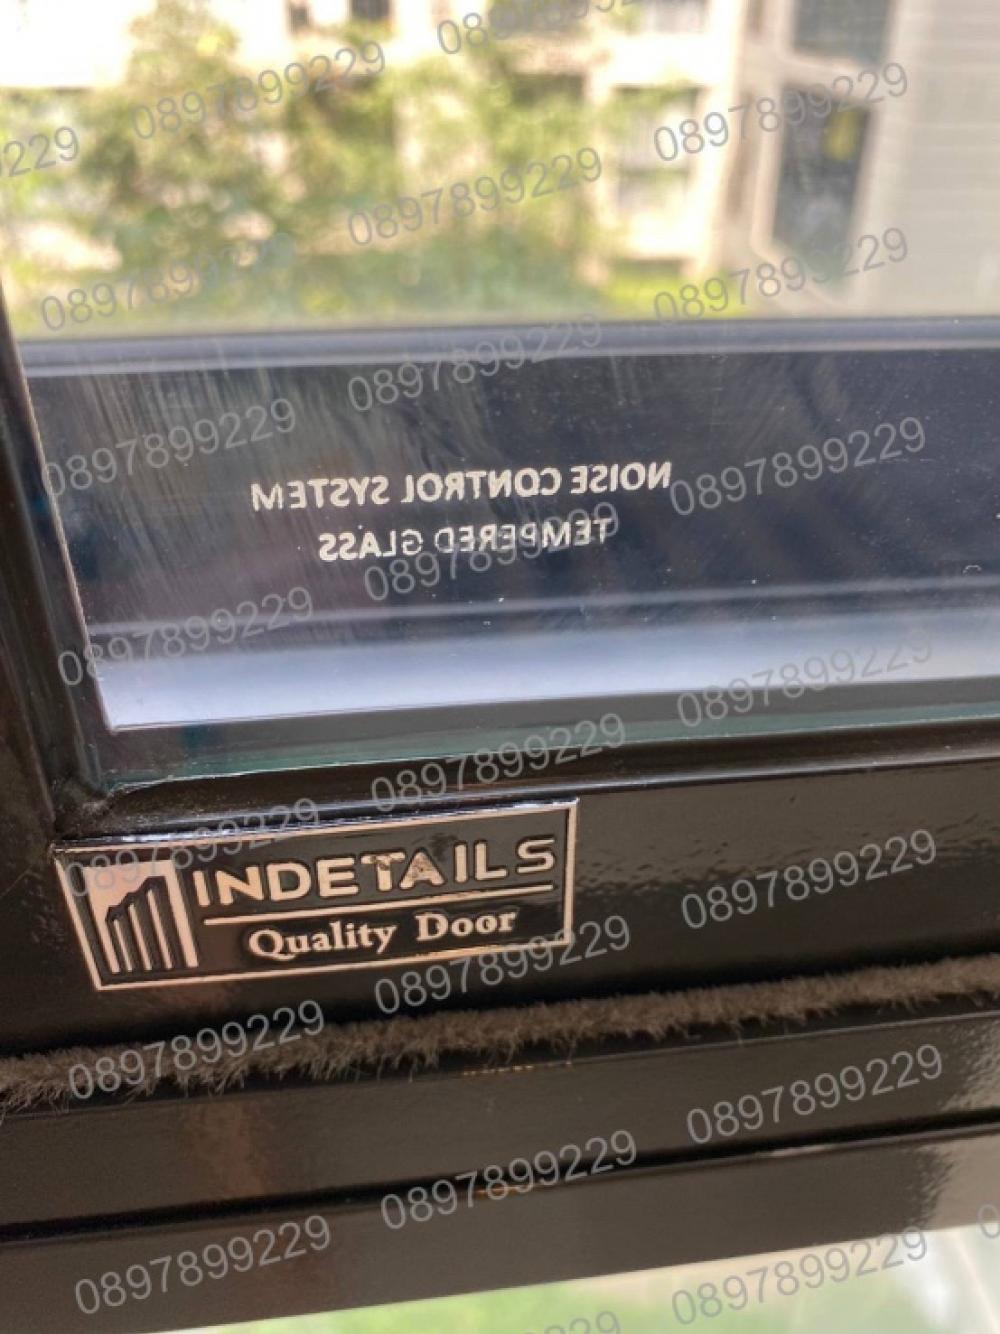 0897899229
NOISE CONTROL SYSTEM
TEMPERED GLASS
INDETAILS
Quality Door